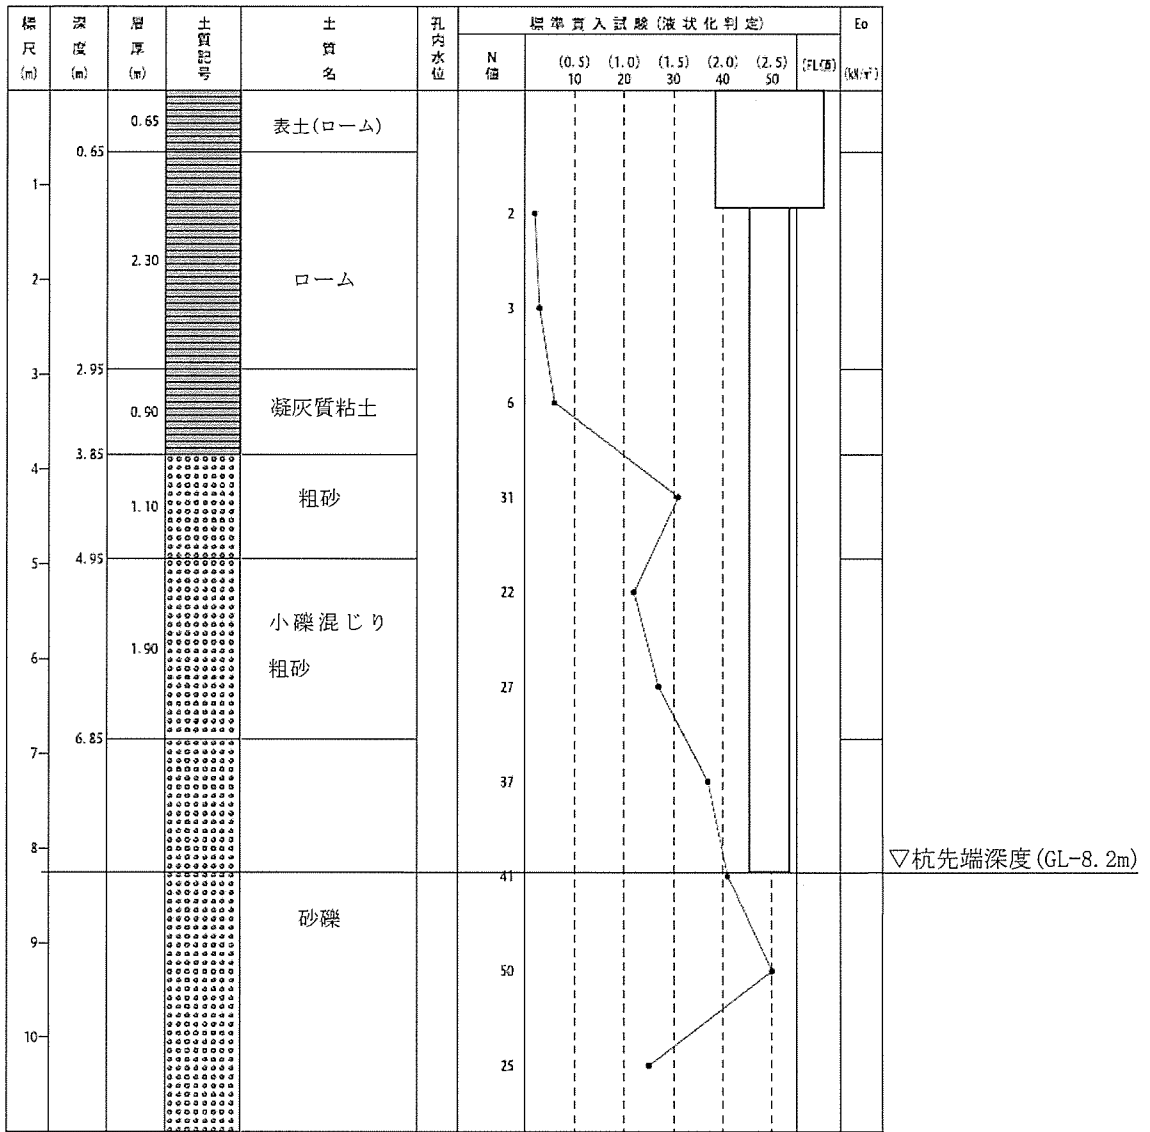 標尺(m)
深度(m)
層厚(m)
土質記号
土質名
孔内水位
標準貫入試験(液状化判定)
N値
(0.5) (1.0) (1.5) (2.0) (2.5)
10 20 30 40 50
(FL値)
Eo
(kN/㎡)
0.65 表土(ローム)
0.65
1
2
2.30 ローム
2
3
2.95
3
0.90 凝灰質粘土
6
3.85
4
1.10 粗砂
31
4.95
5
22
小礫混じり
1.90
粗砂
6
27
6.85
7
37
8
▽杭先端深度(GL-8.2m)
41
砂礫
9
50
10
25